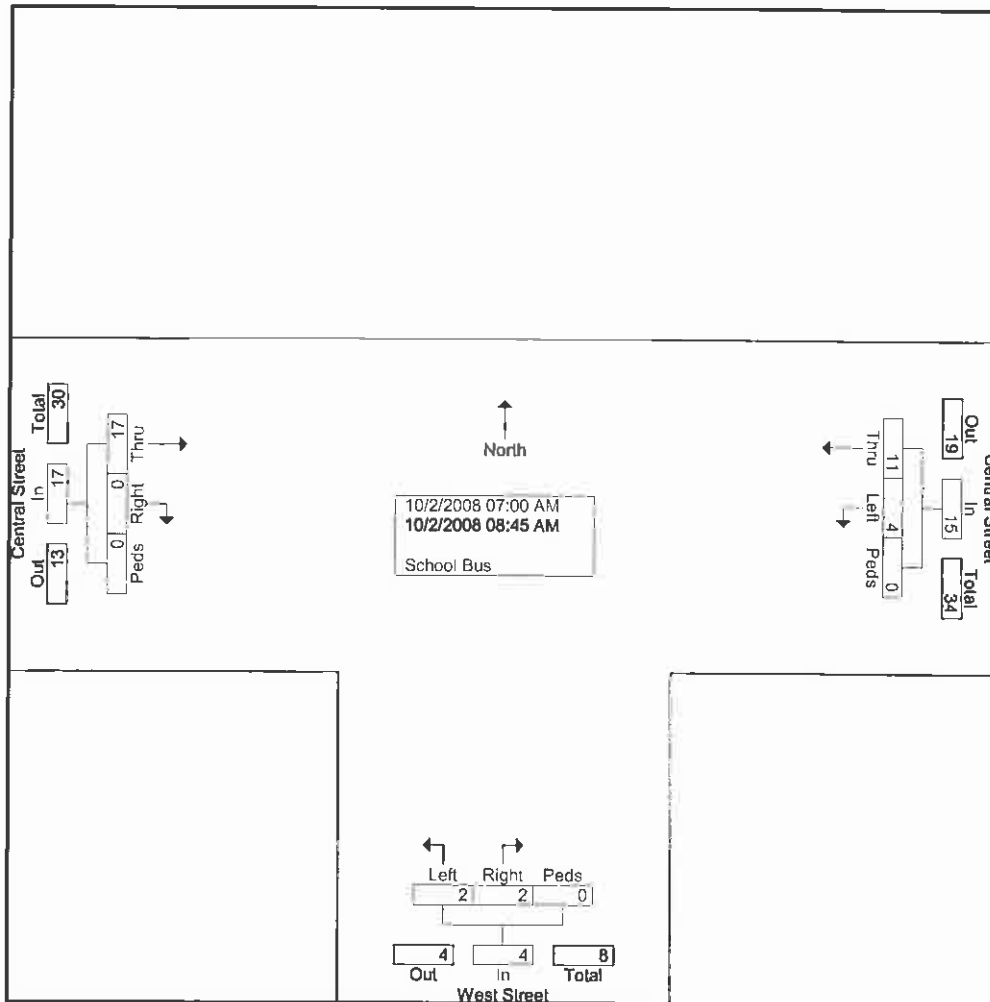 Central Street
Total
30
In
17
Out
13
17
Thru
0
Right
0
Peds
North
10/2/2008 07:00 AM
10/2/2008 08:45 AM
School Bus
Thru
11
Left
4
Peds
0
Out
19
In
15
Total
34
Street
Left Right Peds
2 2 0
4 4 8
Out In Total
West Street